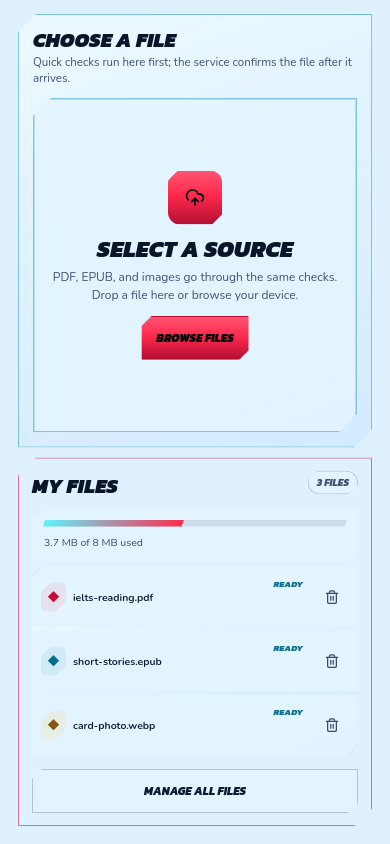 CHOOSE A FILE
Quick checks run here first; the service confirms the file after it
arrives.
SELECT A SOURCE
PDF, EPUB, and images go through the same checks.
Drop a file here or browse your device.
BROWSE FILES
MY FILES
3 FILES
3.7 MB of 8 MB used
ielts-reading.pdf
READY
short-stories.epub
READY
card-photo.webp
READY
MANAGE ALL FILES